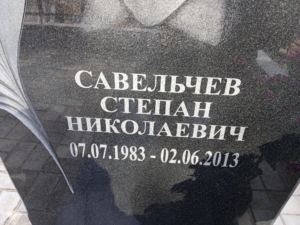 САВЕЛЬЧЕВ
СТЕПАН
НИКОЛАЕВИЧ
07.07.1983 - 02.06.2013